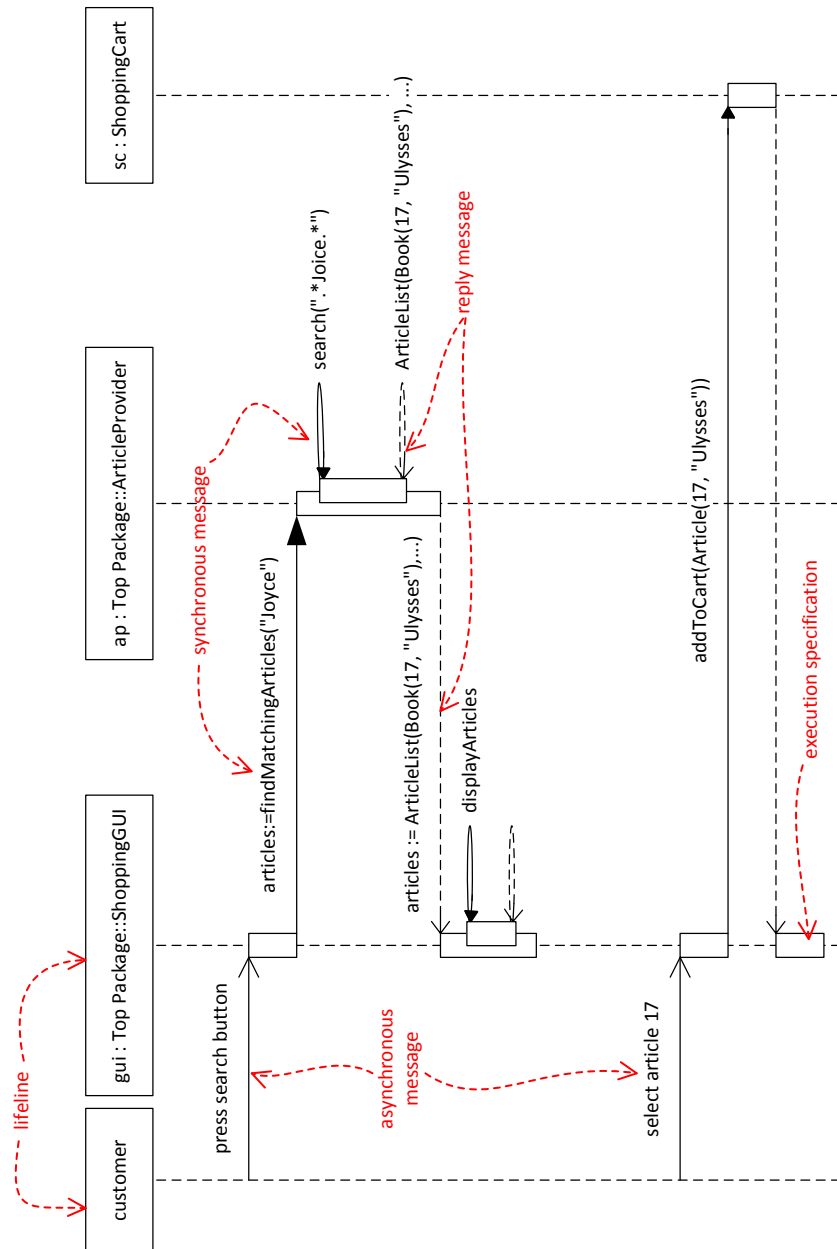 lifeline
customer
gui : Top Package::ShoppingGUI
ap : Top Package::ArticleProvider
sc : ShoppingCart
synchronous message
press search button
articles:=findMatchingArticles("Joyce")
search(".*Joice.*")
ArticleList(Book(17, "Ulysses"), ...)
reply message
articles := ArticleList(Book(17, "Ulysses"),...)
displayArticles
asynchronous
message
select article 17
addToCart(Article(17, "Ulysses"))
execution specification